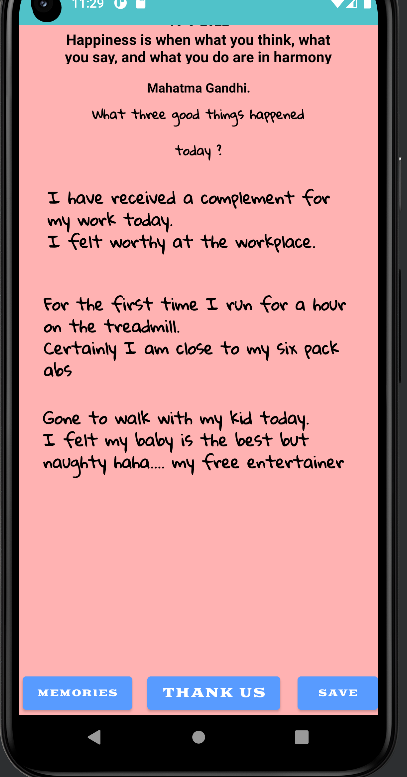 11:29
Happiness is when what you think, what
you say, and what you do are in harmony
Mahatma Gandhi.
What three good things happened
today ?
I have received a complement for
my work today.
I felt worthy at the workplace.
For the first time I run for a hour
on the treadmill.
Certainly I am close to my six pack
abs
Gone to walk with my kid today.
I felt my baby is the best but
naughty haha.... my free entertainer
MEMORIES THANK US SAVE